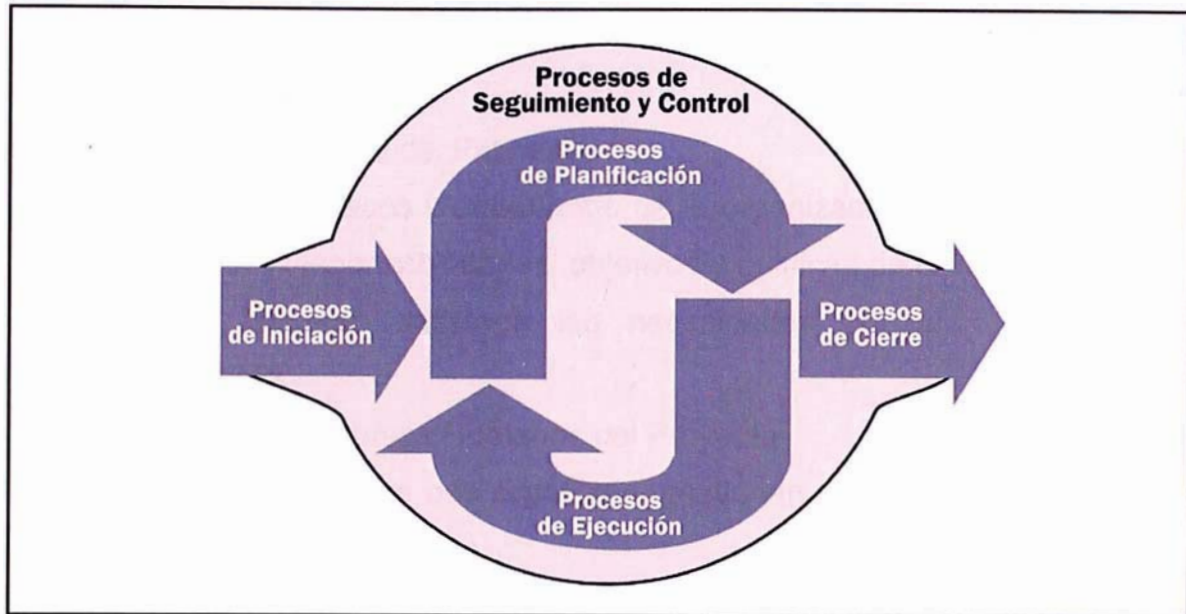 Procesos de
Seguimiento y Control
Procesos
de Planificación
Procesos
de Iniciación
Procesos
de Cierre
Procesos
de Ejecución